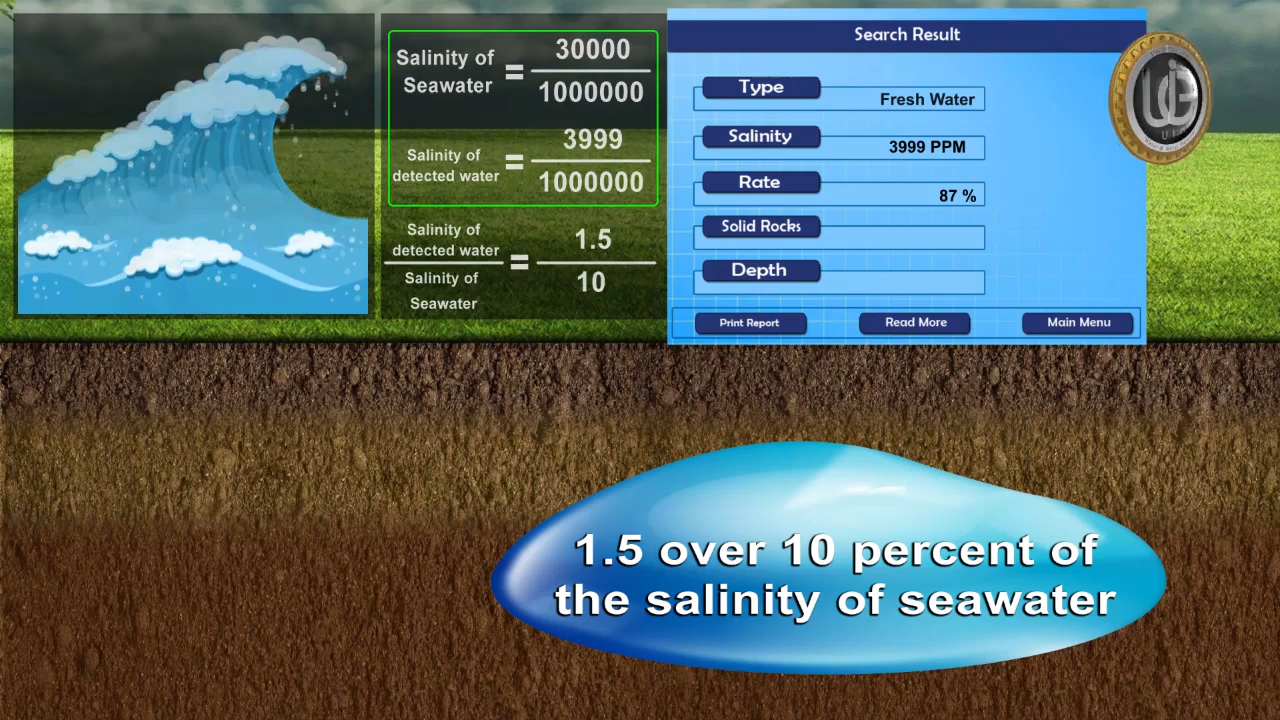 Salinity of
Seawater
=
30000
1000000
Salinity of
detected water
=
3999
1000000
Salinity of
detected water
Salinity of
Seawater
=
1.5
10
Search Result
Type
Fresh Water
Salinity
3999 PPM
Rate
87 %
Solid Rocks
Depth
Print Report
Read More
Main Menu
1.5 over 10 percent of
the salinity of seawater